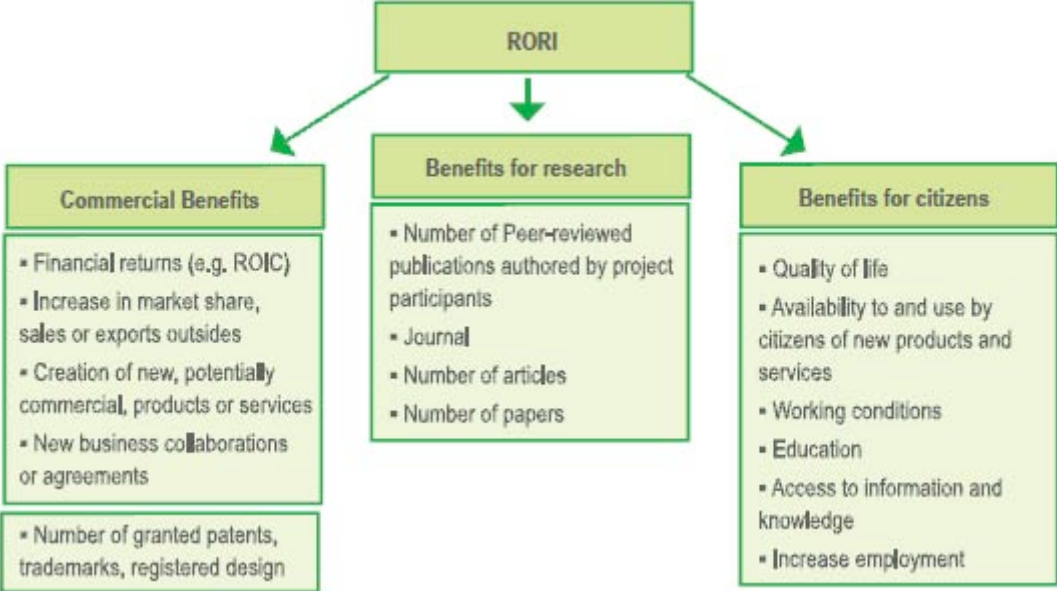 RORI
Commercial Benefits
▪ Financial returns (e.g. ROIC)
▪ Increase in market share,
sales or exports outsides
▪ Creation of new, potentially
commercial, products or services
▪ New business collaborations
or agreements
▪ Number of granted patents,
trademarks, registered design
Benefits for research
▪ Number of Peer-reviewed
publications authored by project
participants
▪ Journal
▪ Number of articles
▪ Number of papers
Benefits for citizens
▪ Quality of life
▪ Availability to and use by
citizens of new products and
services
▪ Working conditions
▪ Education
▪ Access to information and
knowledge
▪ Increase employment